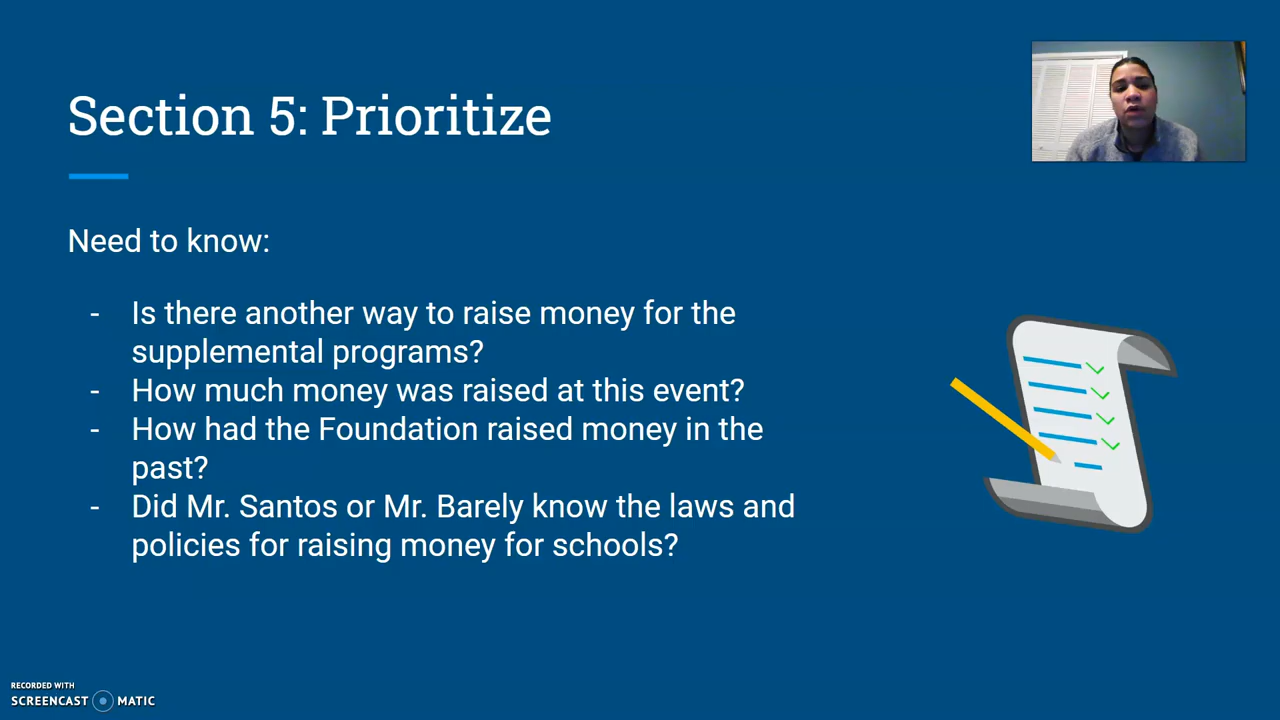 Section 5: Prioritize
Need to know:
- Is there another way to raise money for the
supplemental programs?
- How much money was raised at this event?
- How had the Foundation raised money in the
past?
- Did Mr. Santos or Mr. Barely know the laws and
policies for raising money for schools?
RECORDED WITH
SCREENCAST MATIC